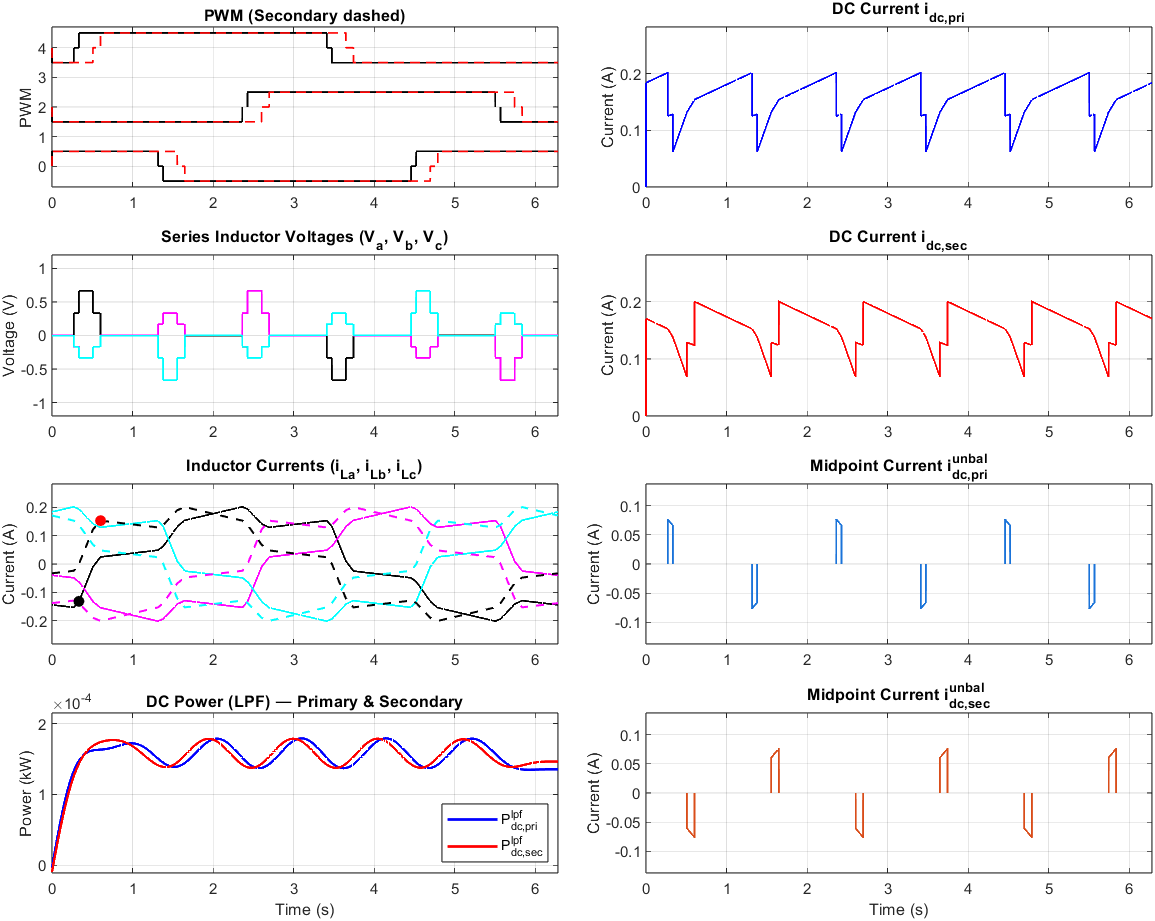 PWM (Secondary dashed)
PWM
4
3
2
1
0
0 1 2 3 4 5 6
DC Current i_dc,pri
Current (A)
0.2
0.1
0
0 1 2 3 4 5 6
Series Inductor Voltages (V_a, V_b, V_c)
Voltage (V)
1
0.5
0
-0.5
-1
0 1 2 3 4 5 6
DC Current i_dc,sec
Current (A)
0.2
0.1
0
0 1 2 3 4 5 6
Inductor Currents (i_La, i_Lb, i_Lc)
Current (A)
0.2
0.1
0
-0.1
-0.2
0 1 2 3 4 5 6
Midpoint Current i^unbal_dc,pri
Current (A)
0.1
0.05
0
-0.05
-0.1
0 1 2 3 4 5 6
DC Power (LPF) — Primary & Secondary
×10^-4
Power (kW)
2
1
0
P^lpf_dc,pri
P^lpf_dc,sec
0 1 2 3 4 5 6
Time (s)
Midpoint Current i^unbal_dc,sec
Current (A)
0.1
0.05
0
-0.05
-0.1
0 1 2 3 4 5 6
Time (s)